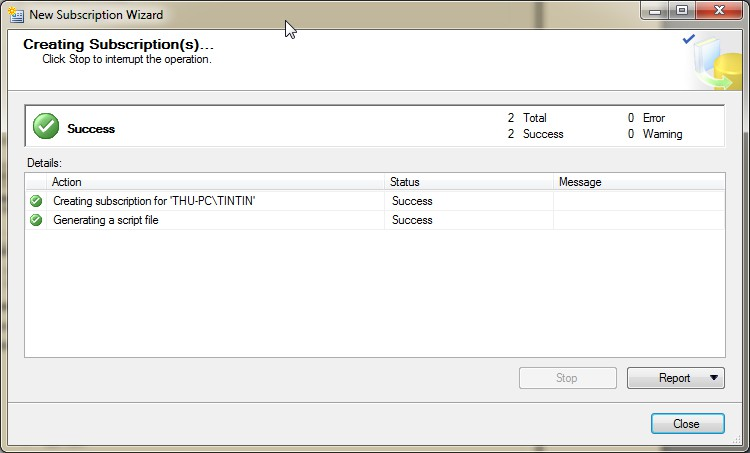 New Subscription Wizard
Creating Subscription(s)...
Click Stop to interrupt the operation.
Success
2 Total 0 Error
2 Success 0 Warning
Details:
Action Status Message
Creating subscription for 'THU-PC\TINTIN' Success
Generating a script file Success
Stop Report
Close